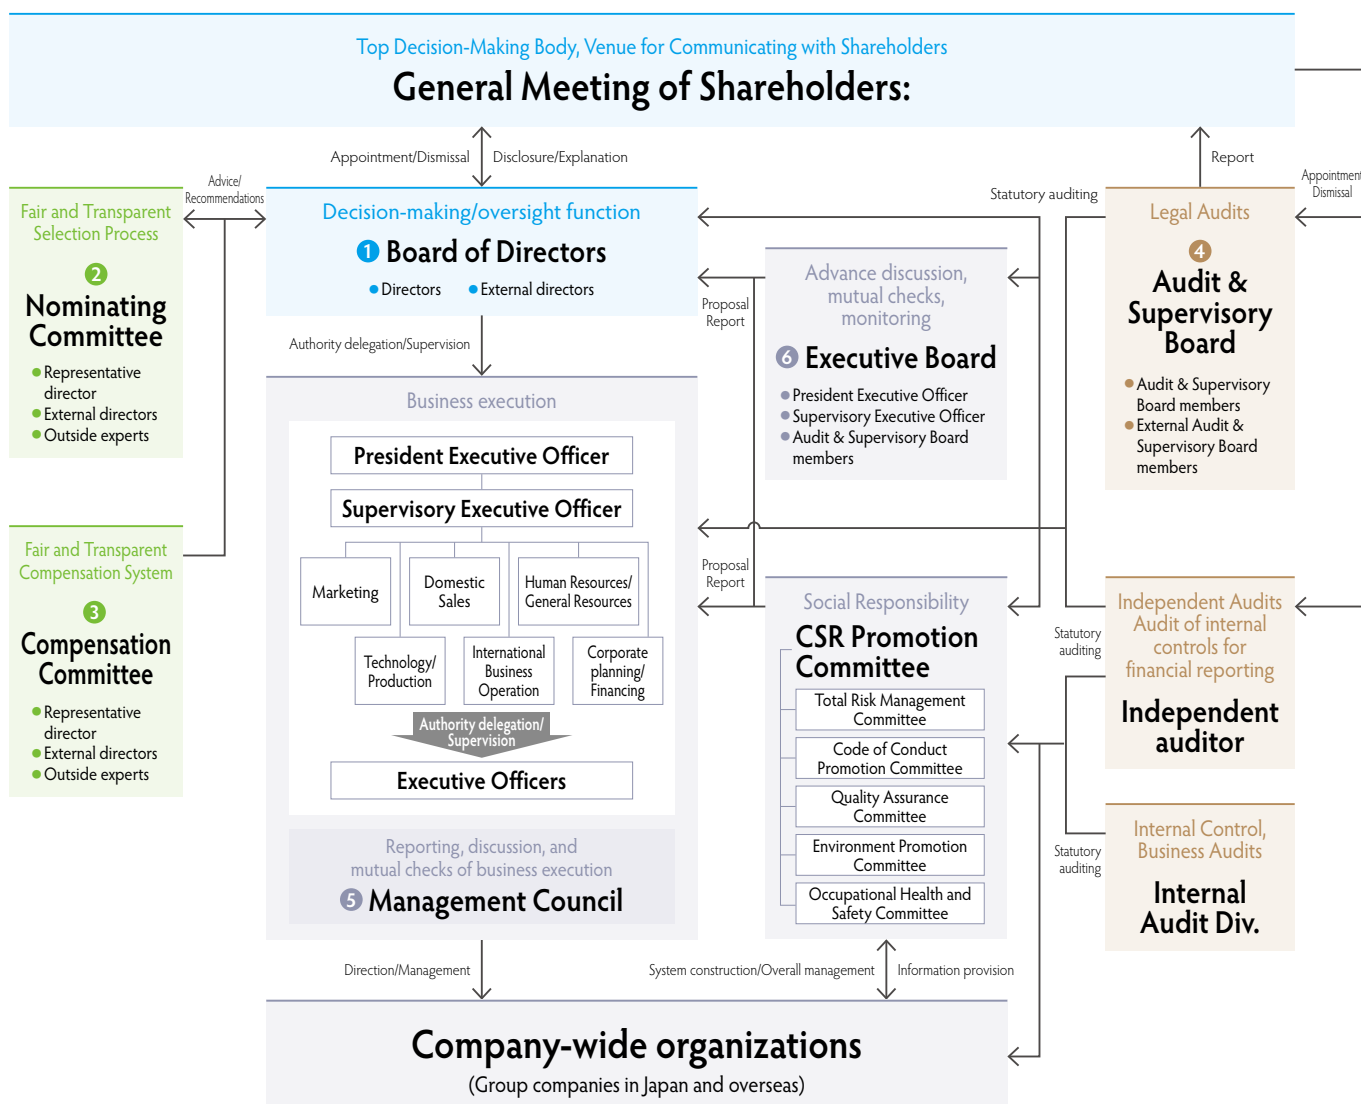 Top Decision-Making Body, Venue for Communicating with Shareholders
General Meeting of Shareholders:
Appointment/Dismissal
Disclosure/Explanation
Report
Appointment
Dismissal
Advice/
Recommendations
Statutory auditing
Fair and Transparent
Selection Process
2
Nominating
Committee
Representative
director
External directors
Outside experts
Decision-making/oversight function
1 Board of Directors
Directors
External directors
Authority delegation/Supervision
Proposal
Report
Advance discussion,
mutual checks,
monitoring
6 Executive Board
President Executive Officer
Supervisory Executive Officer
Audit & Supervisory Board
members
Legal Audits
4
Audit &
Supervisory
Board
Audit & Supervisory
Board members
External Audit &
Supervisory Board
members
Business execution
President Executive Officer
Supervisory Executive Officer
Marketing
Domestic
Sales
Human Resources/
General Resources
Technology/
Production
International
Business
Operation
Corporate
planning/
Financing
Authority delegation/
Supervision
Executive Officers
Reporting, discussion, and
mutual checks of business execution
5 Management Council
Fair and Transparent
Compensation System
3
Compensation
Committee
Representative
director
External directors
Outside experts
Proposal
Report
Social Responsibility
CSR Promotion
Committee
Total Risk Management
Committee
Code of Conduct
Promotion Committee
Quality Assurance
Committee
Environment Promotion
Committee
Occupational Health and
Safety Committee
Statutory
auditing
Independent Audits
Audit of internal
controls for
financial reporting
Independent
auditor
Statutory
auditing
Internal Control,
Business Audits
Internal
Audit Div.
Direction/Management
System construction/Overall management
Information provision
Company-wide organizations
(Group companies in Japan and overseas)